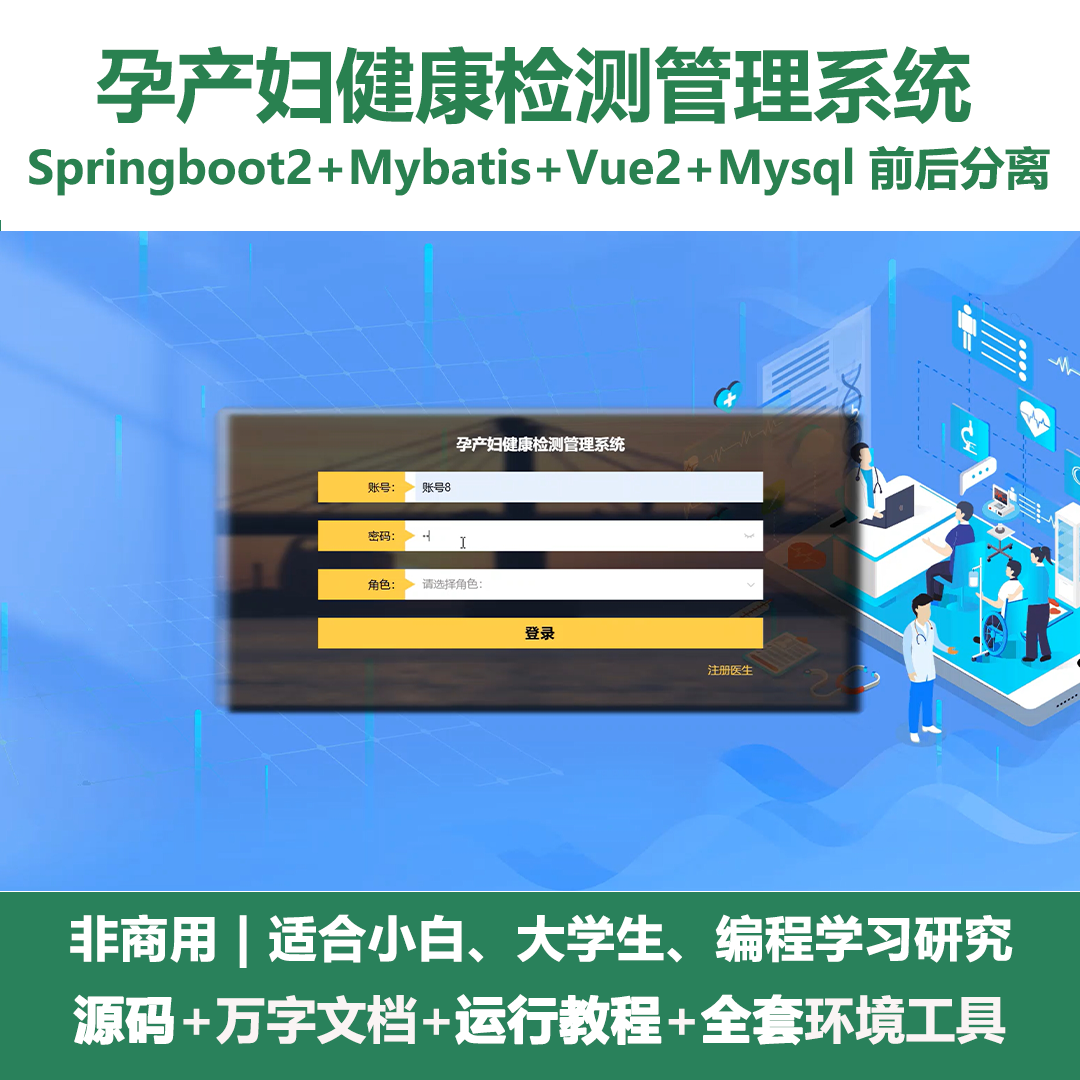 孕产妇健康检测管理系统
Springboot2+Mybatis+Vue2+Mysql 前后分离
孕产妇健康检测管理系统
账号： 账号8
密码：
角色： 请选择角色：
登录
注册医生
非商用｜适合小白、大学生、编程学习研究
源码+万字文档+运行教程+全套环境工具